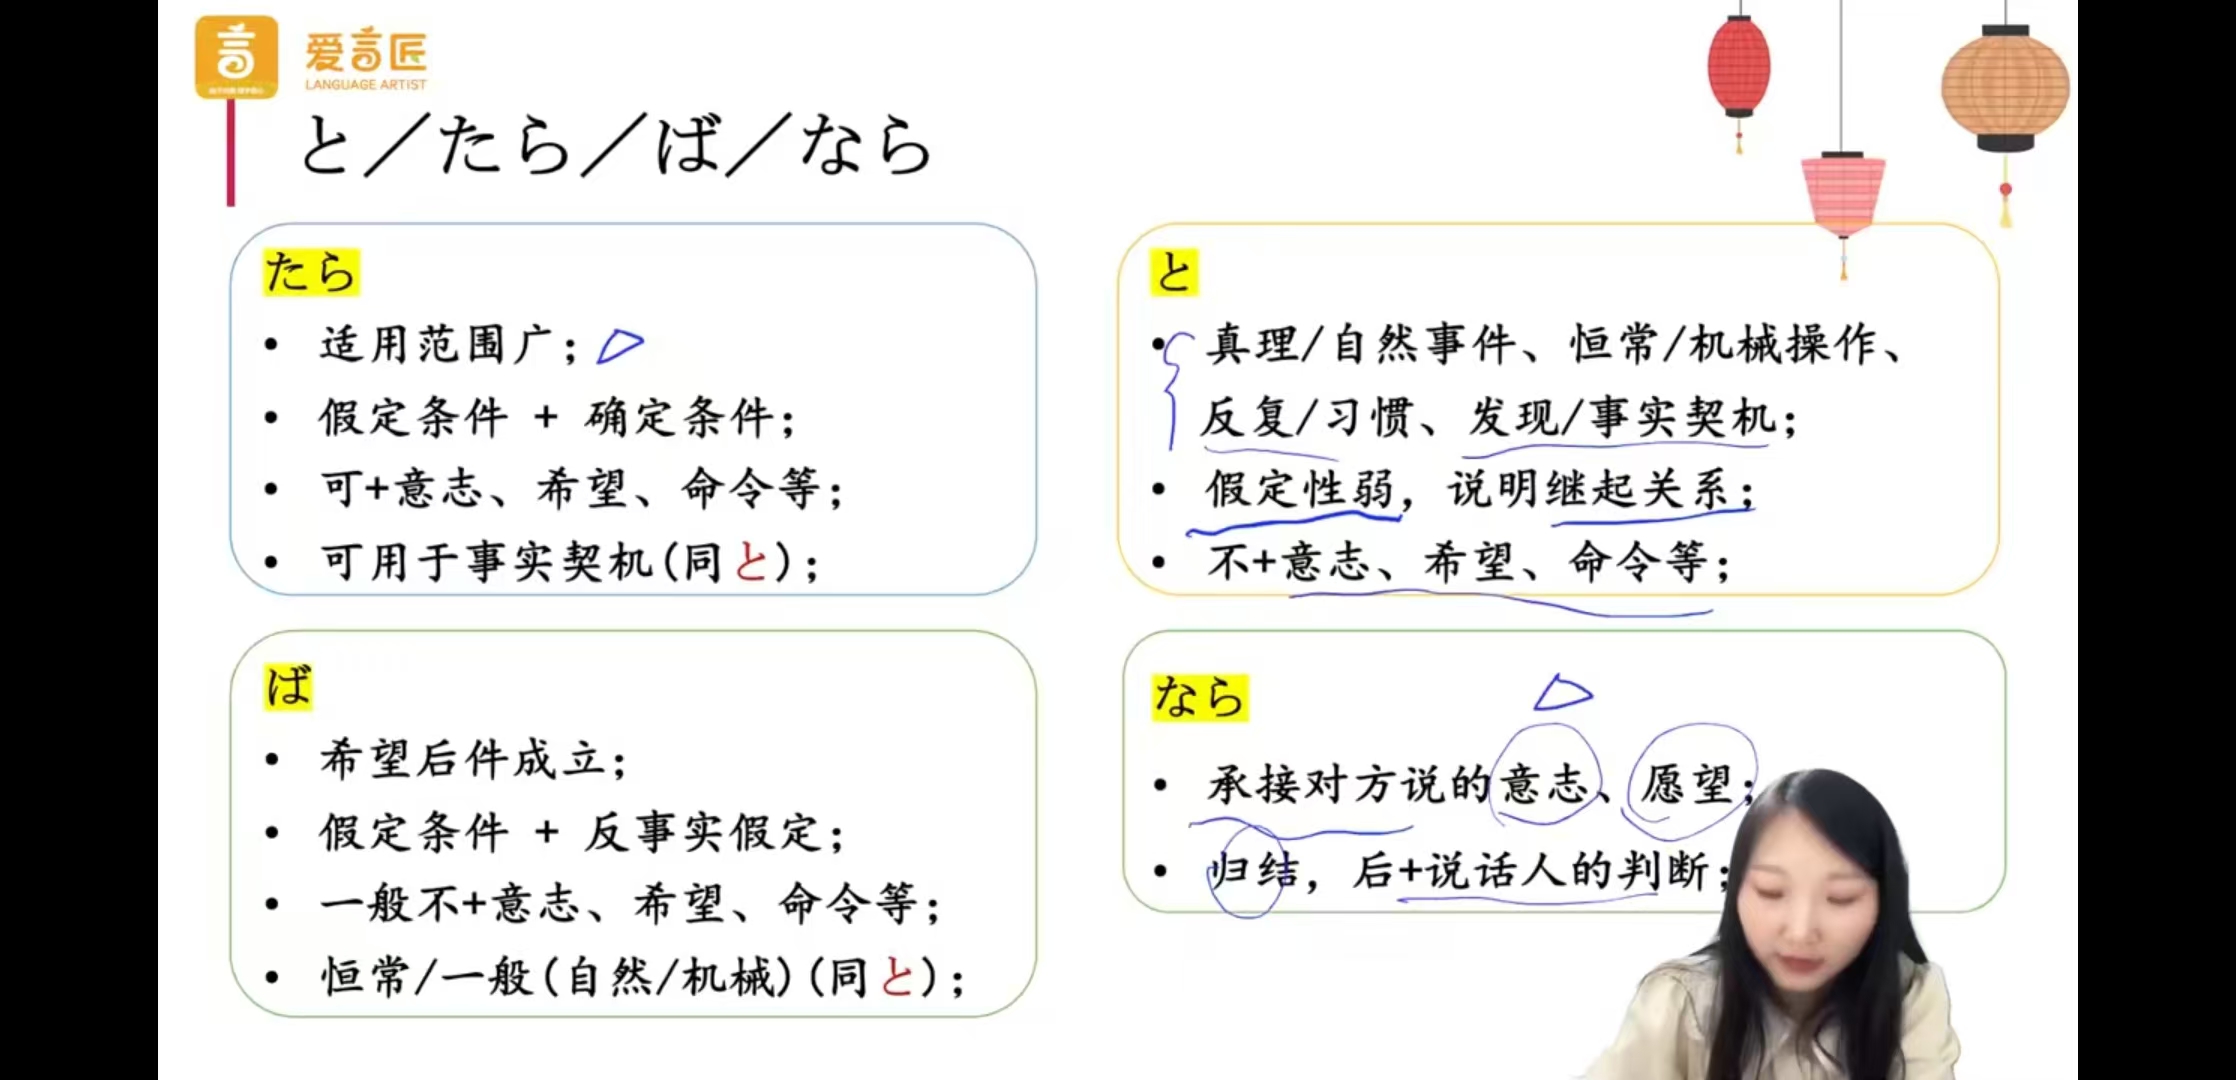 言
爱言匠
LANGUAGE ARTIST
と／たら／ば／なら
たら
• 适用范围广；
• 假定条件 + 确定条件；
• 可+意志、希望、命令等；
• 可用于事实契机(同と)；
と
• 真理/自然事件、恒常/机械操作、
反复/习惯、发现/事实契机；
• 假定性弱，说明继起关系；
• 不+意志、希望、命令等；
ば
• 希望后件成立；
• 假定条件 + 反事实假定；
• 一般不+意志、希望、命令等；
• 恒常/一般(自然/机械)(同と)；
なら
• 承接对方说的意志、愿望；
• 归结，后+说话人的判断；